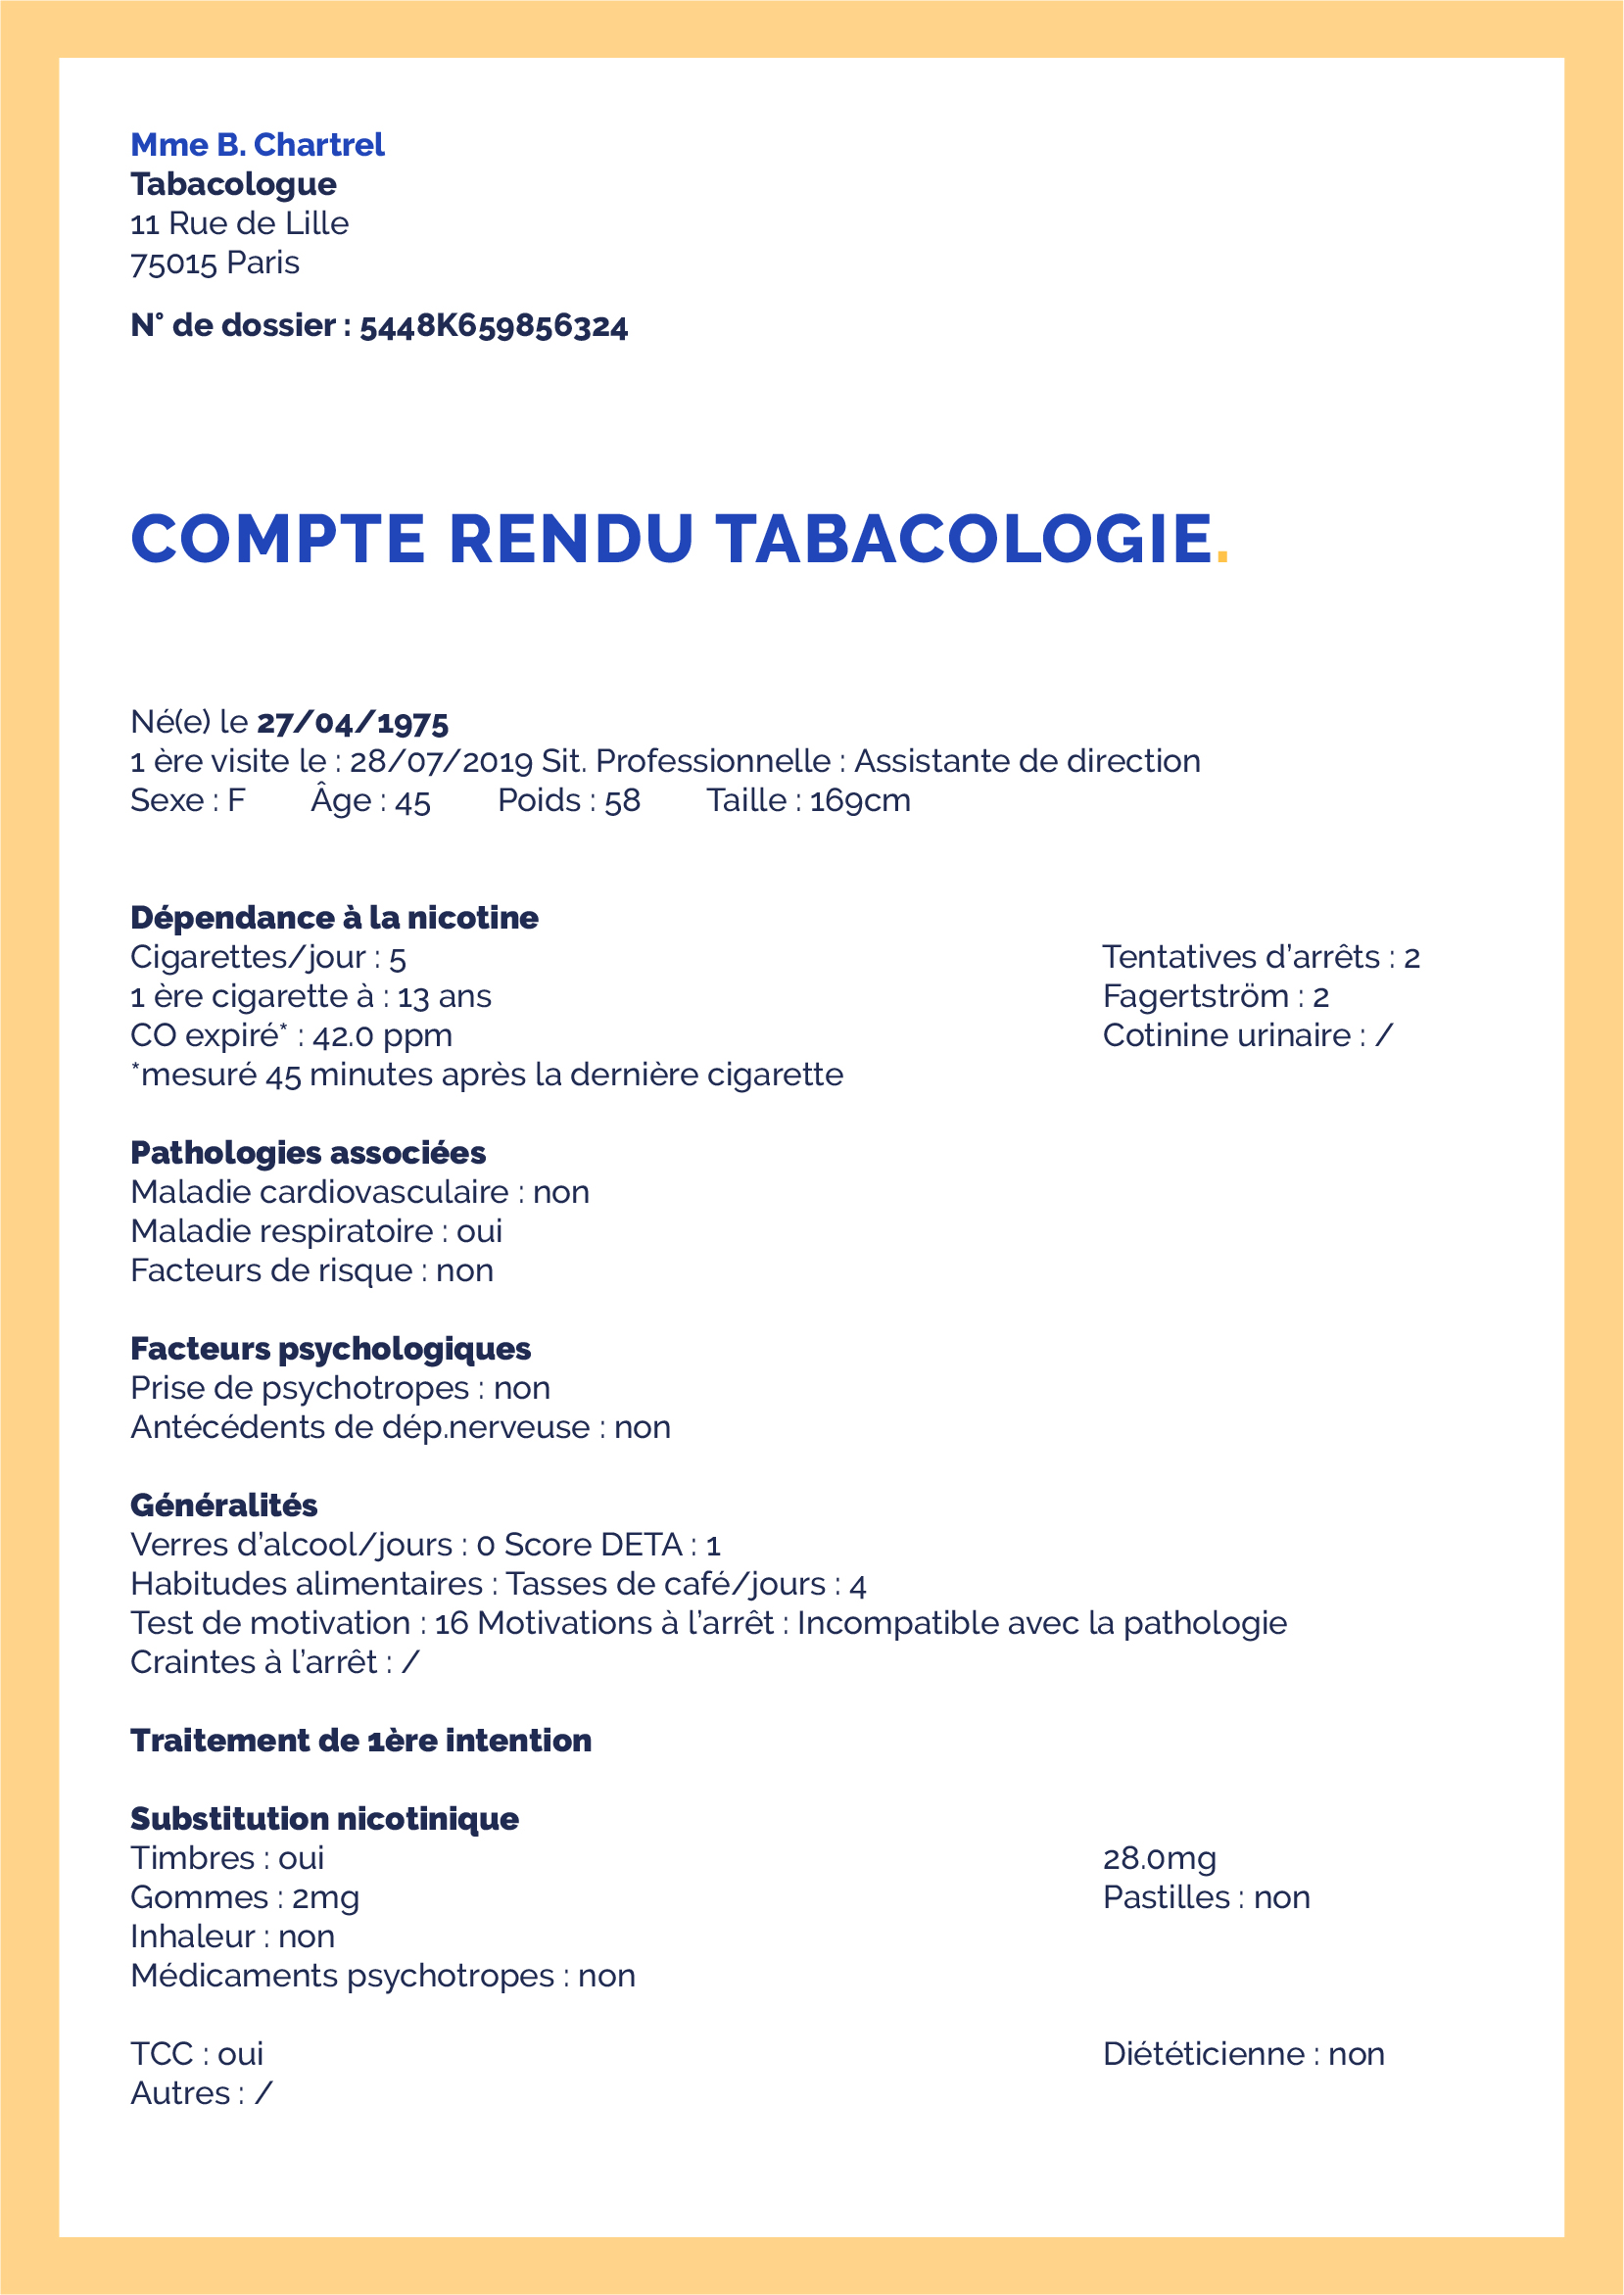 Mme B. Chartrel
Tabacologue
11 Rue de Lille
75015 Paris
N° de dossier : 5448K659856324
COMPTE RENDU TABACOLOGIE.
Né(e) le 27/04/1975
1 ère visite le : 28/07/2019 Sit. Professionnelle : Assistante de direction
Sexe : F Âge : 45 Poids : 58 Taille : 169cm
Dépendance à la nicotine
Cigarettes/jour : 5 Tentatives d’arrêts : 2
1 ère cigarette à : 13 ans Fagertström : 2
CO expiré* : 42.0 ppm Cotinine urinaire : /
*mesuré 45 minutes après la dernière cigarette
Pathologies associées
Maladie cardiovasculaire : non
Maladie respiratoire : oui
Facteurs de risque : non
Facteurs psychologiques
Prise de psychotropes : non
Antécédents de dép.nerveuse : non
Généralités
Verres d’alcool/jours : 0 Score DETA : 1
Habitudes alimentaires : Tasses de café/jours : 4
Test de motivation : 16 Motivations à l’arrêt : Incompatible avec la pathologie
Craintes à l’arrêt : /
Traitement de 1ère intention
Substitution nicotinique
Timbres : oui 28.0mg
Gommes : 2mg Pastilles : non
Inhaleur : non
Médicaments psychotropes : non
TCC : oui Diététicienne : non
Autres : /